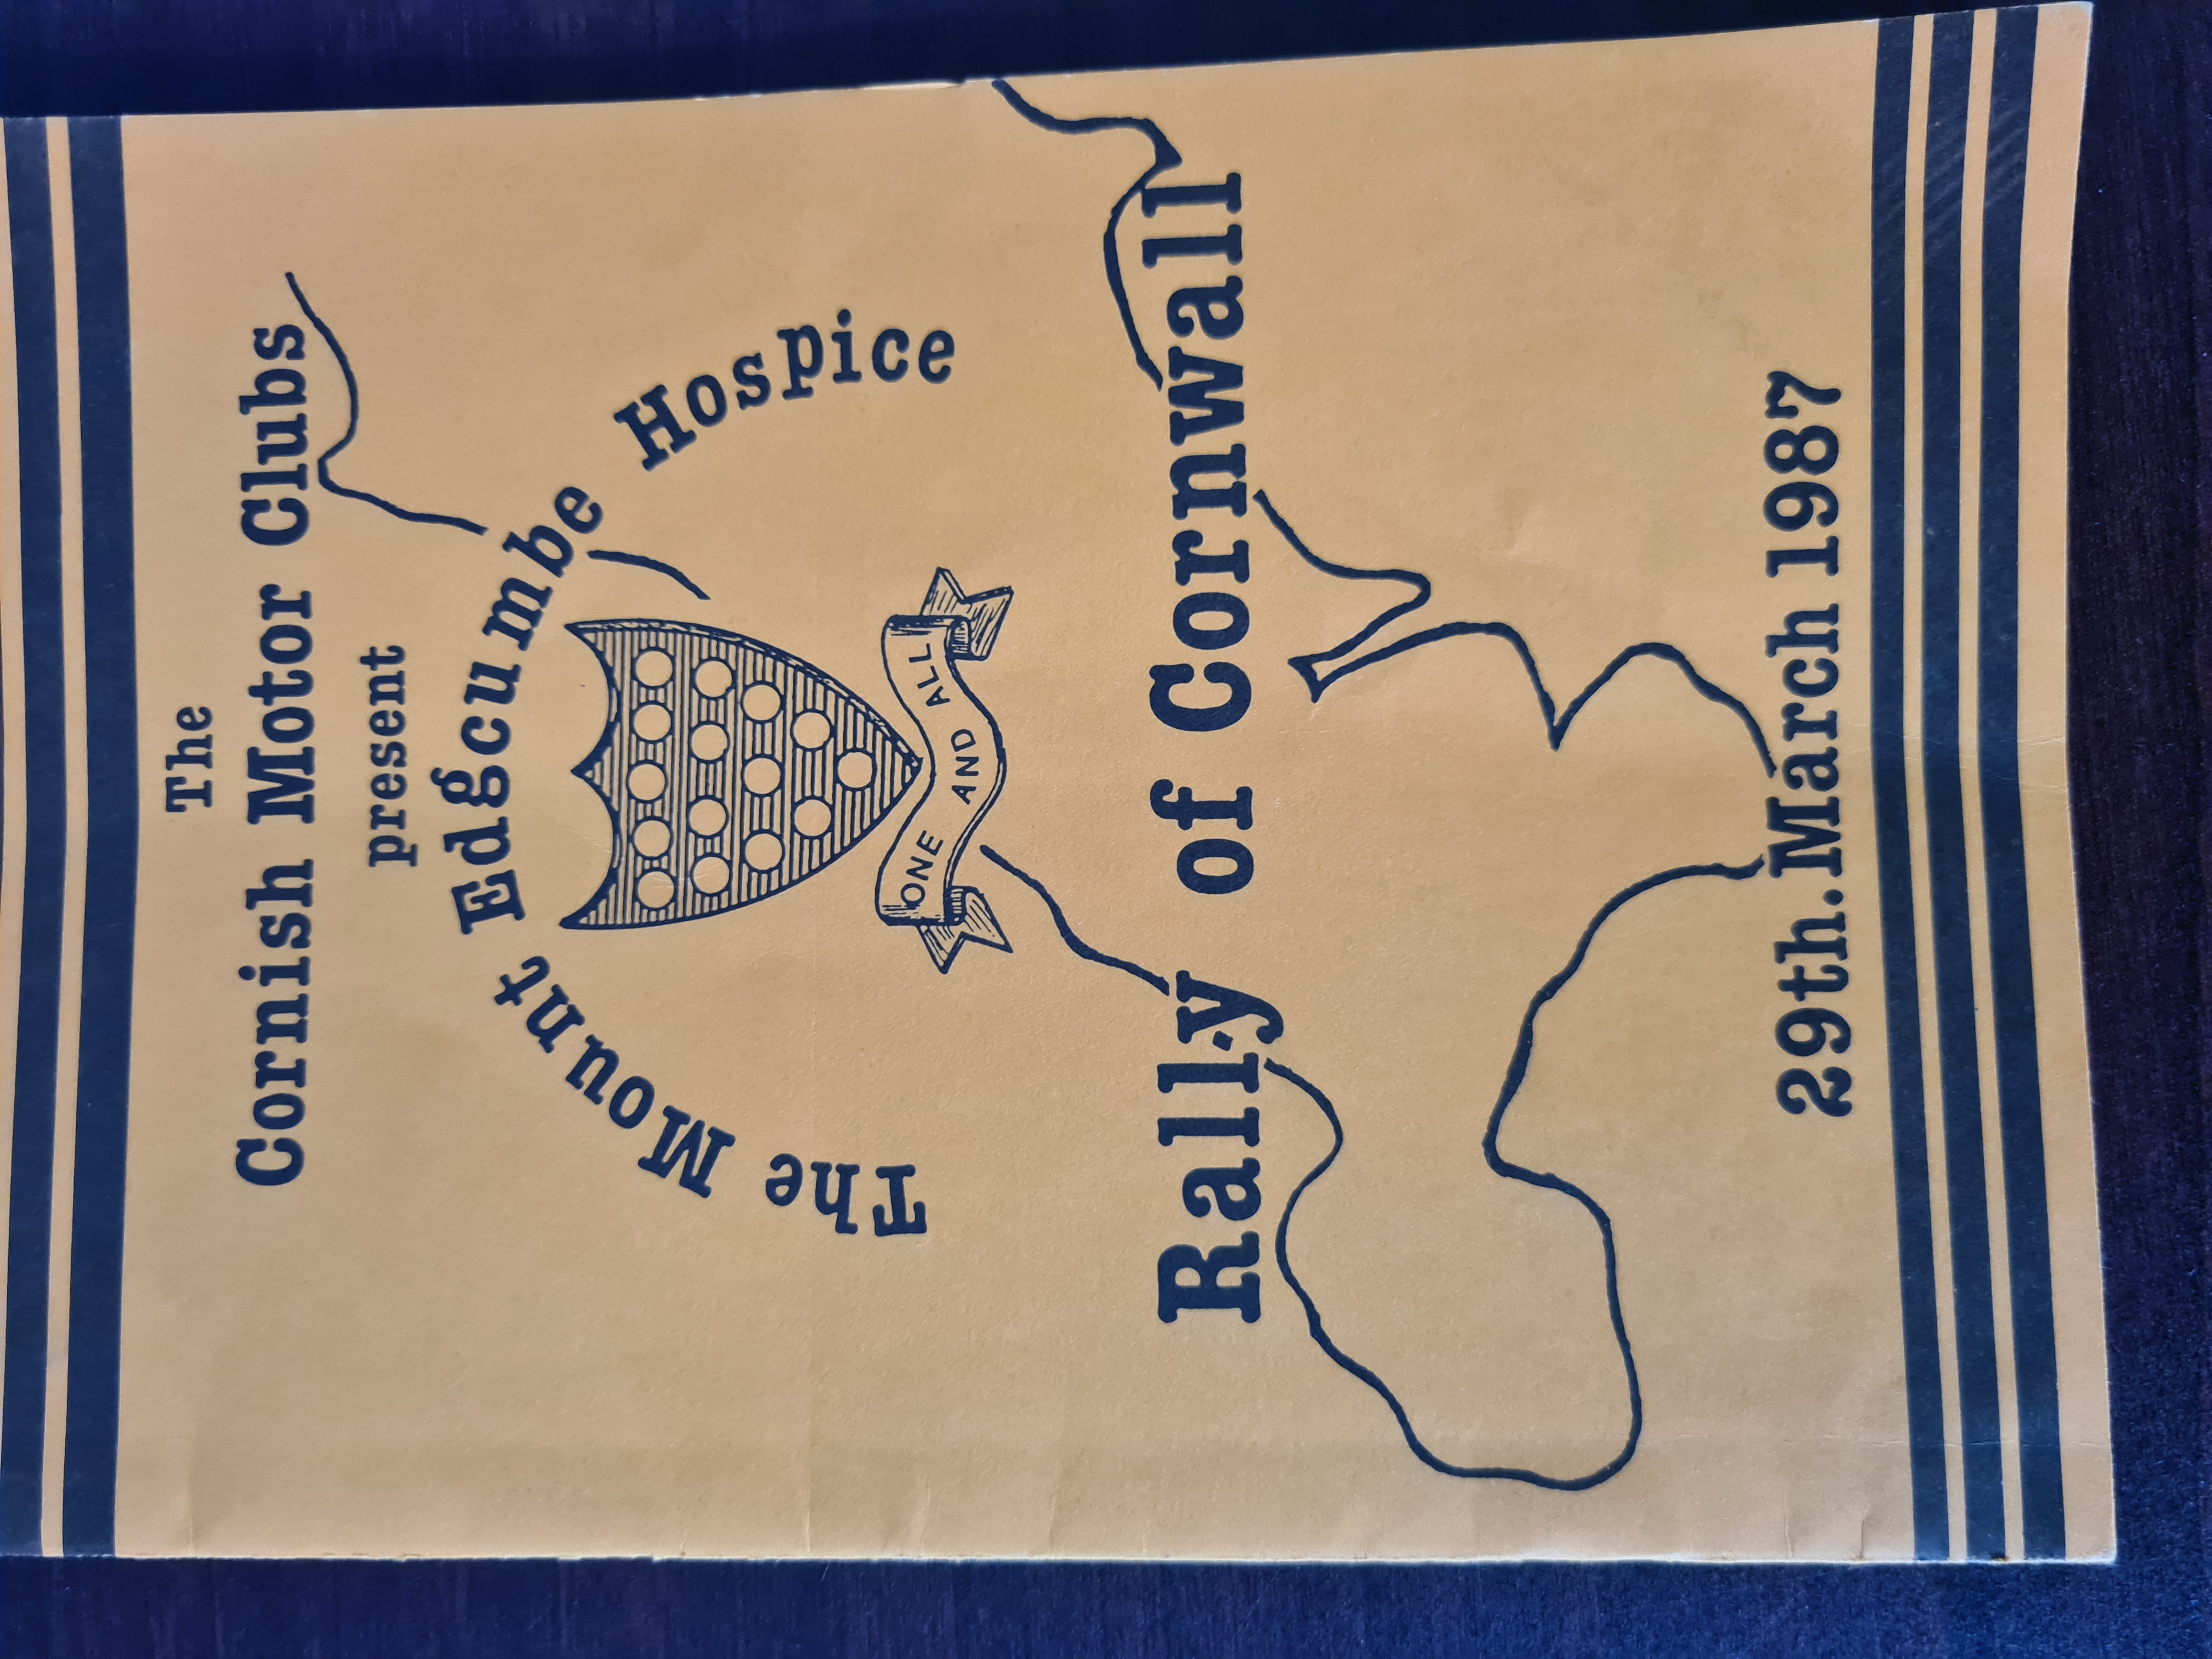 The
Cornish Motor Clubs
present
The Mount Edgcumbe Hospice
ONE AND ALL
Rally of Cornwall
29th.March 1987